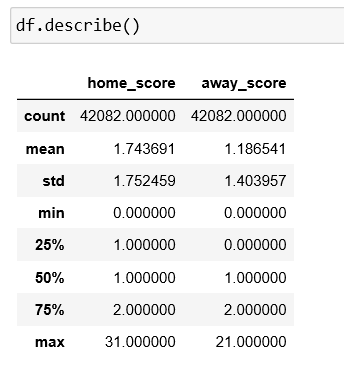 df.describe()
home_score away_score
count 42082.000000 42082.000000
mean 1.743691 1.186541
std 1.752459 1.403957
min 0.000000 0.000000
25% 1.000000 0.000000
50% 1.000000 1.000000
75% 2.000000 2.000000
max 31.000000 21.000000